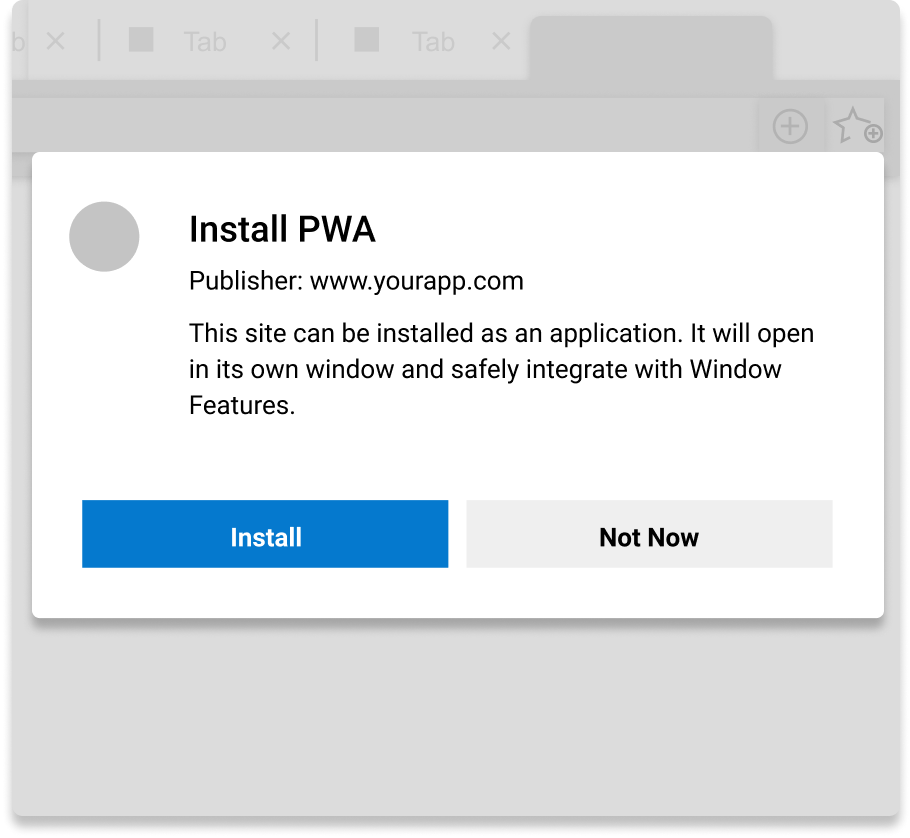 b Tab Tab
Install PWA
Publisher: www.yourapp.com
This site can be installed as an application. It will open
in its own window and safely integrate with Window
Features.
Install Not Now